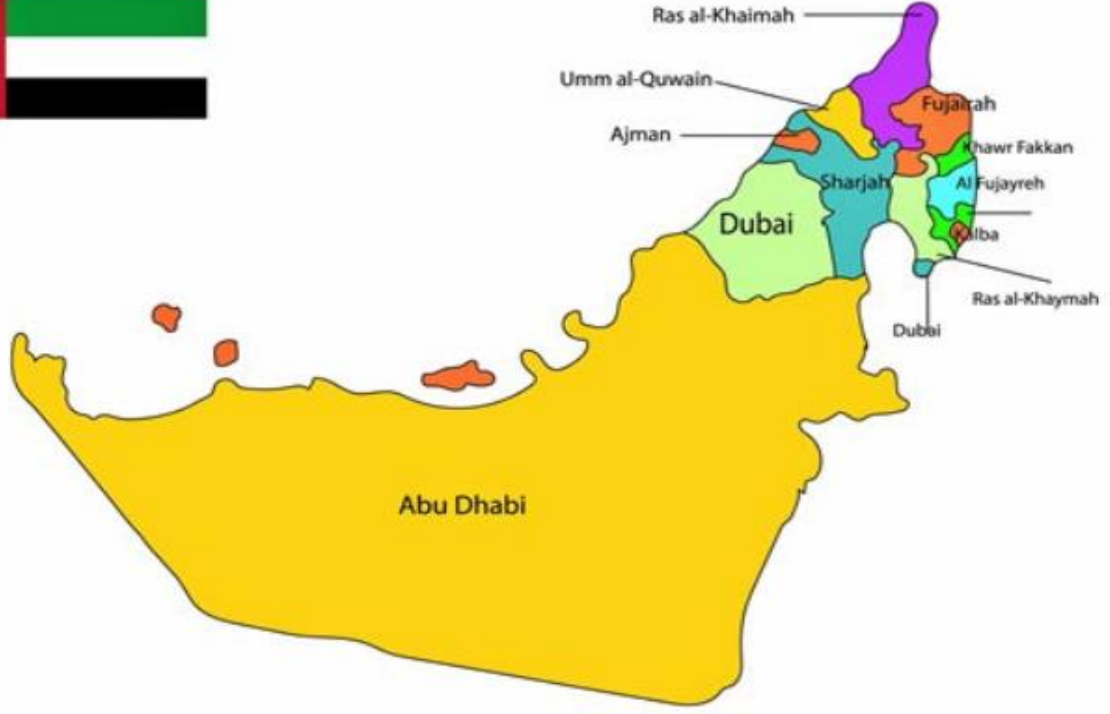 Ras al-Khaimah
Umm al-Quwain
Fujairah
Ajman
Khawr Fakkan
Sharjah
Al Fujayreh
Dubai
Kalba
Ras al-Khaymah
Dubai
Abu Dhabi